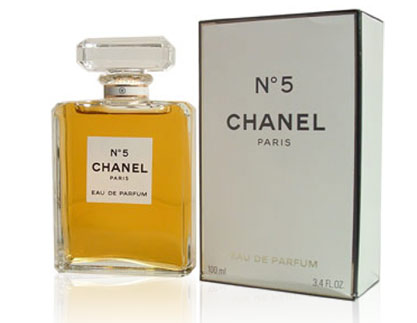 N°5
CHANEL
PARIS
EAU DE PARFUM
N°5
CHANEL
PARIS
EAU DE PARFUM
100 ml
3.4 FL. OZ.